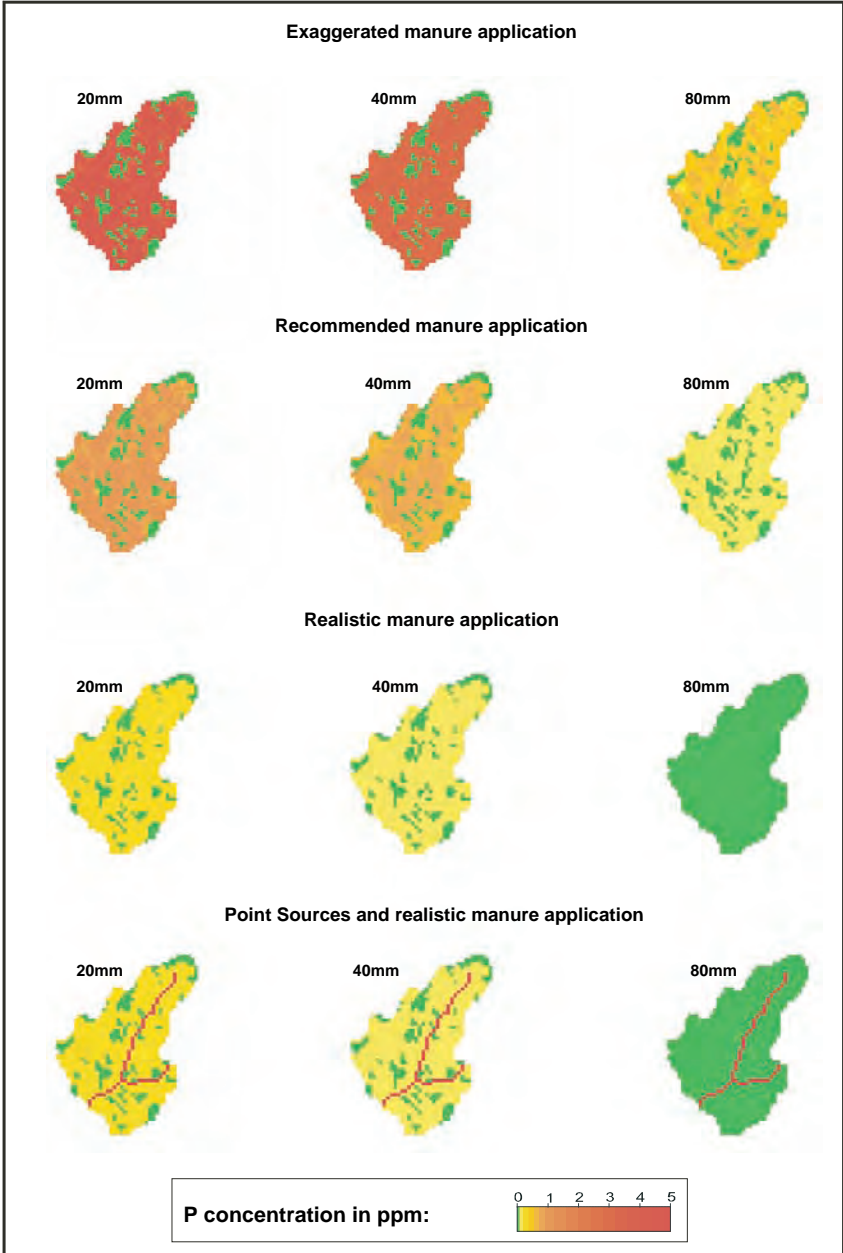 Exaggerated manure application
20mm 40mm 80mm
Recommended manure application
20mm 40mm 80mm
Realistic manure application
20mm 40mm 80mm
Point Sources and realistic manure application
20mm 40mm 80mm
0 1 2 3 4 5
P concentration in ppm: